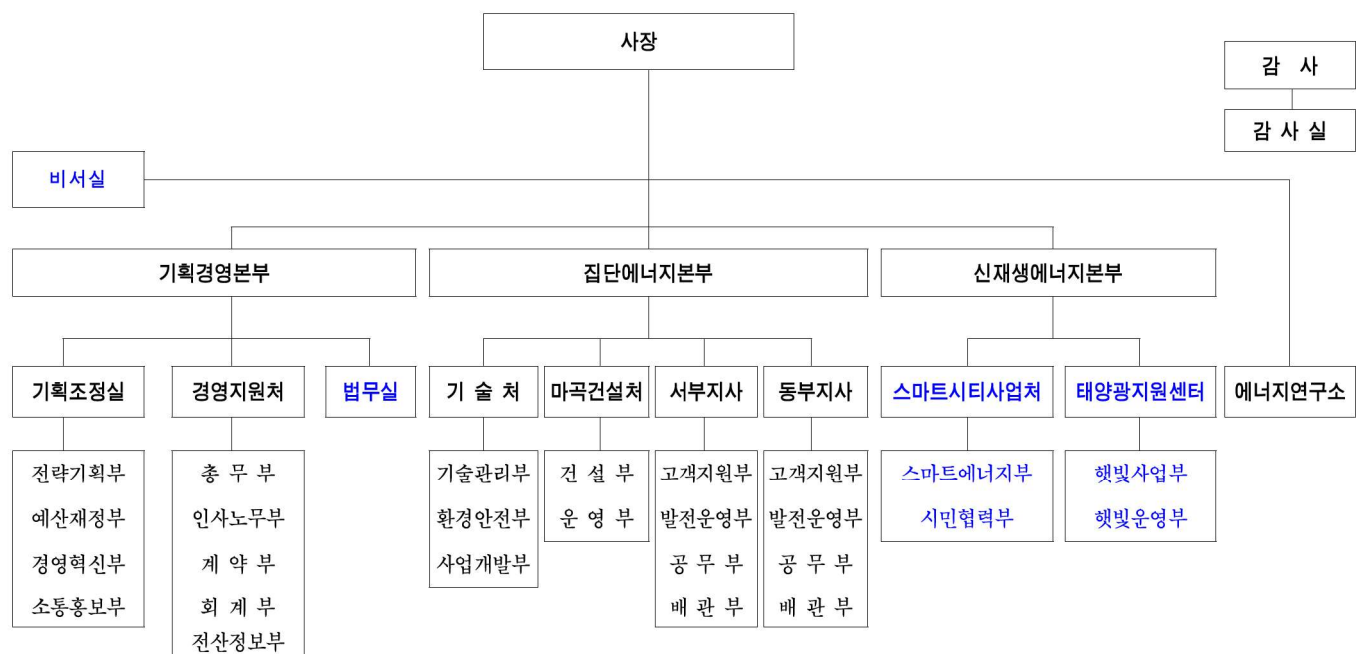 사장
감 사
감 사 실
비서실
기획경영본부
집단에너지본부
신재생에너지본부
기획조정실
경영지원처
법무실
기 술 처
마곡건설처
서부지사
동부지사
스마트시티사업처
태양광지원센터
에너지연구소
전략기획부
예산재정부
경영혁신부
소통홍보부
총 무 부
인사노무부
계 약 부
회 계 부
전산정보부
기술관리부
환경안전부
사업개발부
건 설 부
운 영 부
고객지원부
발전운영부
공 무 부
배 관 부
고객지원부
발전운영부
공 무 부
배 관 부
스마트에너지부
시민협력부
햇빛사업부
햇빛운영부